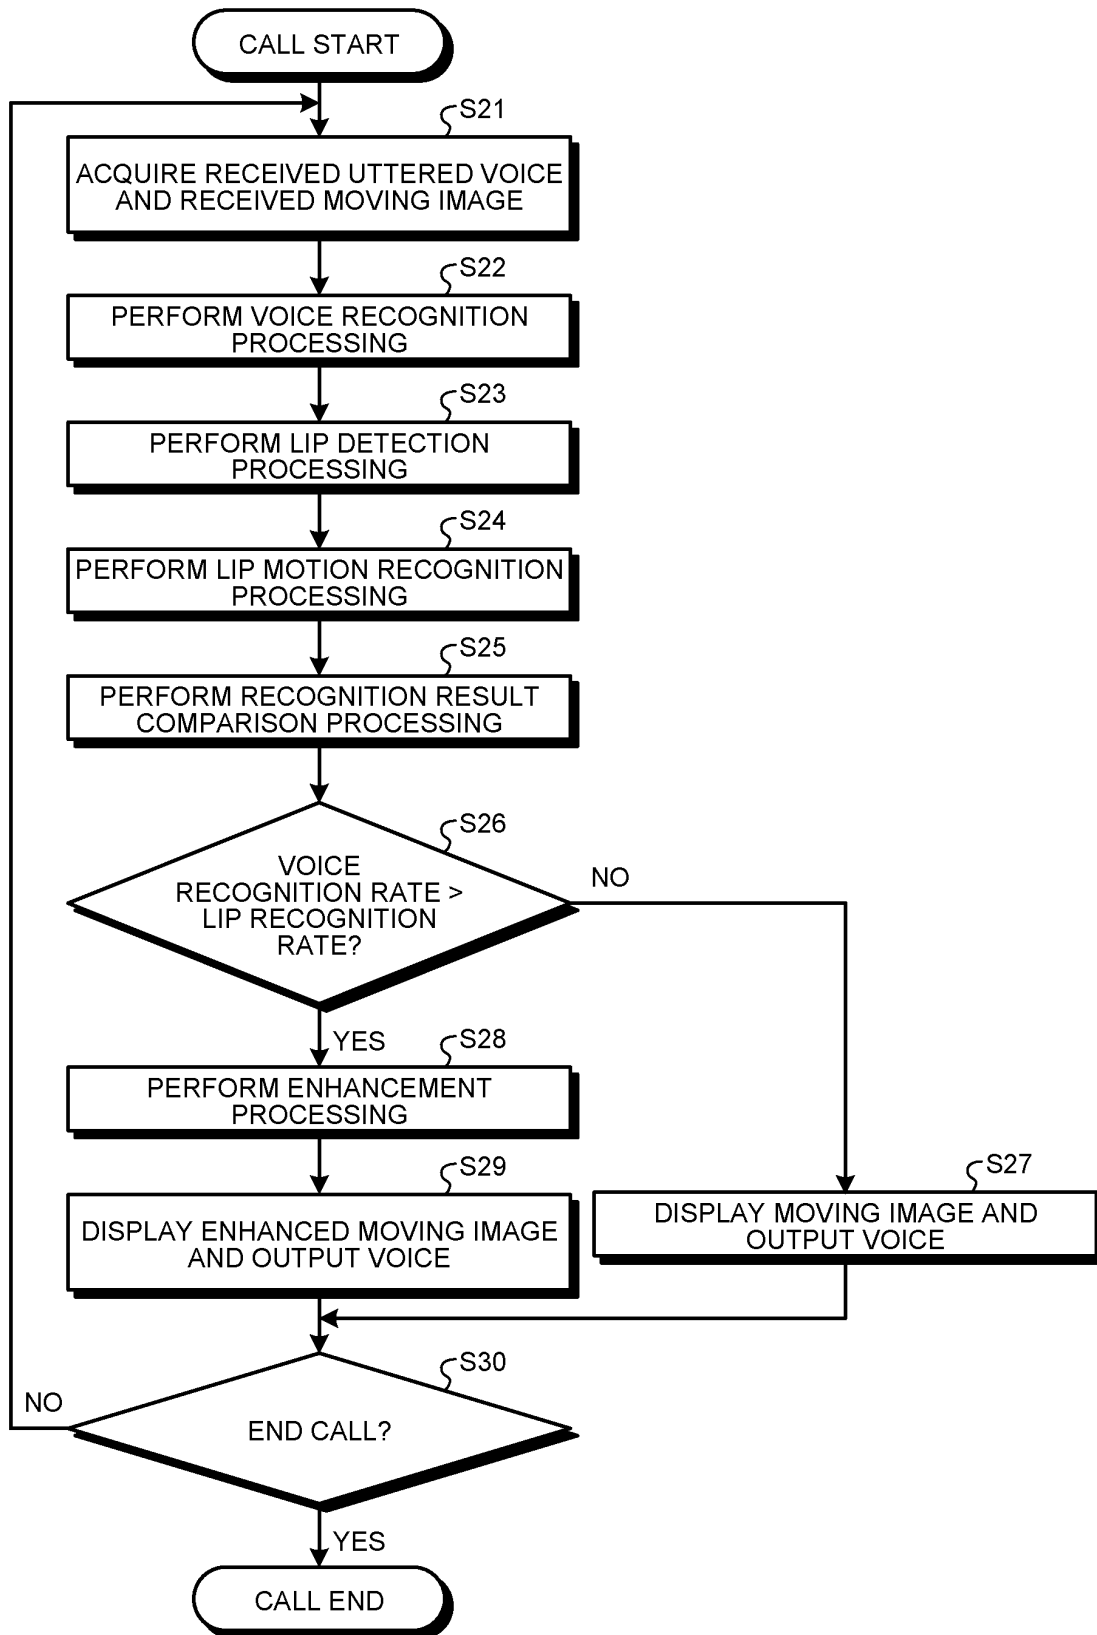 CALL START
S21
ACQUIRE RECEIVED UTTERED VOICE
AND RECEIVED MOVING IMAGE
S22
PERFORM VOICE RECOGNITION
PROCESSING
S23
PERFORM LIP DETECTION
PROCESSING
S24
PERFORM LIP MOTION RECOGNITION
PROCESSING
S25
PERFORM RECOGNITION RESULT
COMPARISON PROCESSING
S26
VOICE
RECOGNITION RATE >
LIP RECOGNITION
RATE?
NO
YES
S28
PERFORM ENHANCEMENT
PROCESSING
S29
DISPLAY ENHANCED MOVING IMAGE
AND OUTPUT VOICE
S27
DISPLAY MOVING IMAGE AND
OUTPUT VOICE
S30
END CALL?
NO
YES
CALL END